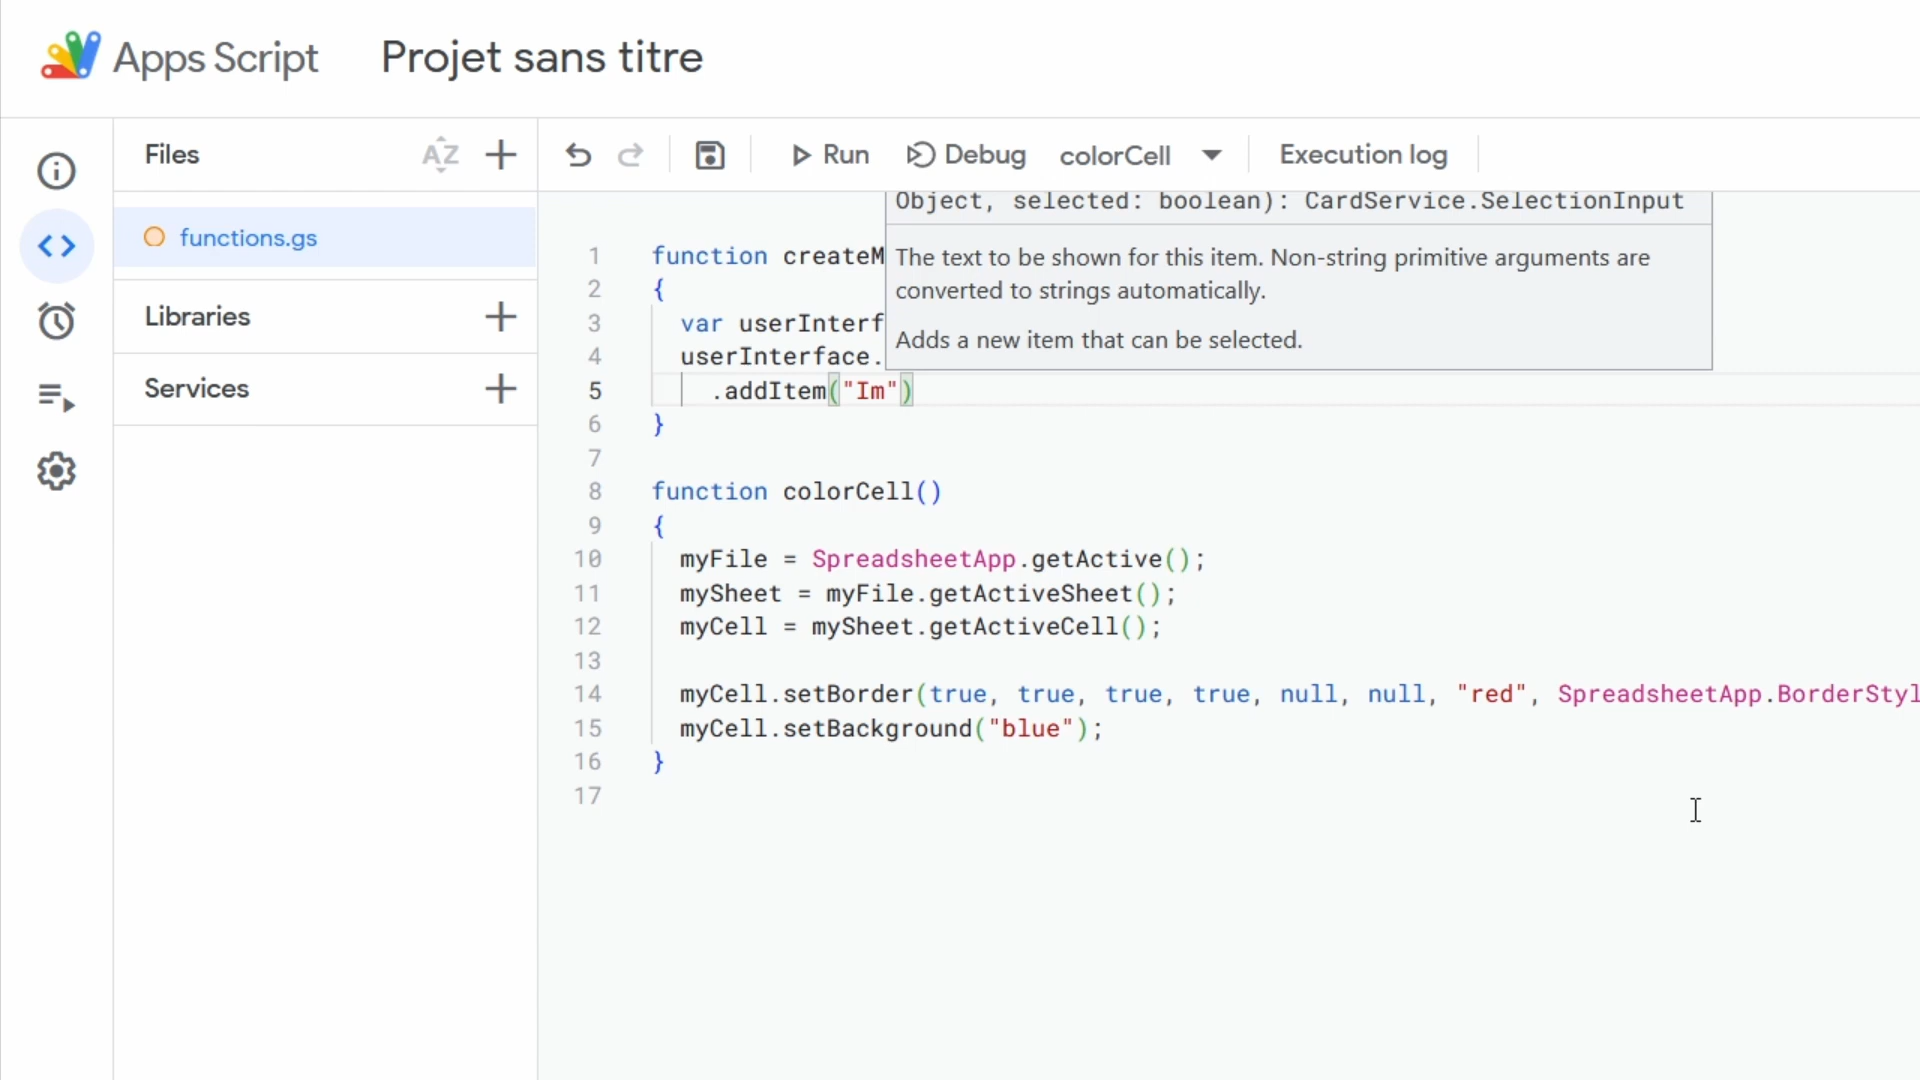 Apps Script Projet sans titre
Files AZ
Run Debug colorCell Execution log
functions.gs
Libraries
Services
Object, selected: boolean): CardService.SelectionInput
The text to be shown for this item. Non-string primitive arguments are
converted to strings automatically.
Adds a new item that can be selected.
1 function createM
2 {
3 var userInterf
4 userInterface.
5 .addItem("Im")
6 }
7
8 function colorCell()
9 {
10 myFile = SpreadsheetApp.getActive();
11 mySheet = myFile.getActiveSheet();
12 myCell = mySheet.getActiveCell();
13
14 myCell.setBorder(true, true, true, true, null, null, "red", SpreadsheetApp.BorderStyl
15 myCell.setBackground("blue");
16 }
17